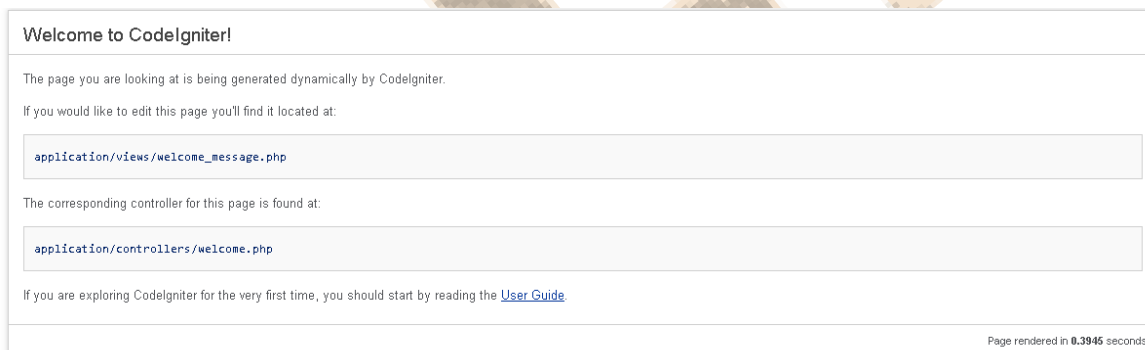 Welcome to CodeIgniter!
The page you are looking at is being generated dynamically by CodeIgniter.
If you would like to edit this page you'll find it located at:
application/views/welcome_message.php
The corresponding controller for this page is found at:
application/controllers/welcome.php
If you are exploring CodeIgniter for the very first time, you should start by reading the User Guide.
Page rendered in 0.3945 seconds